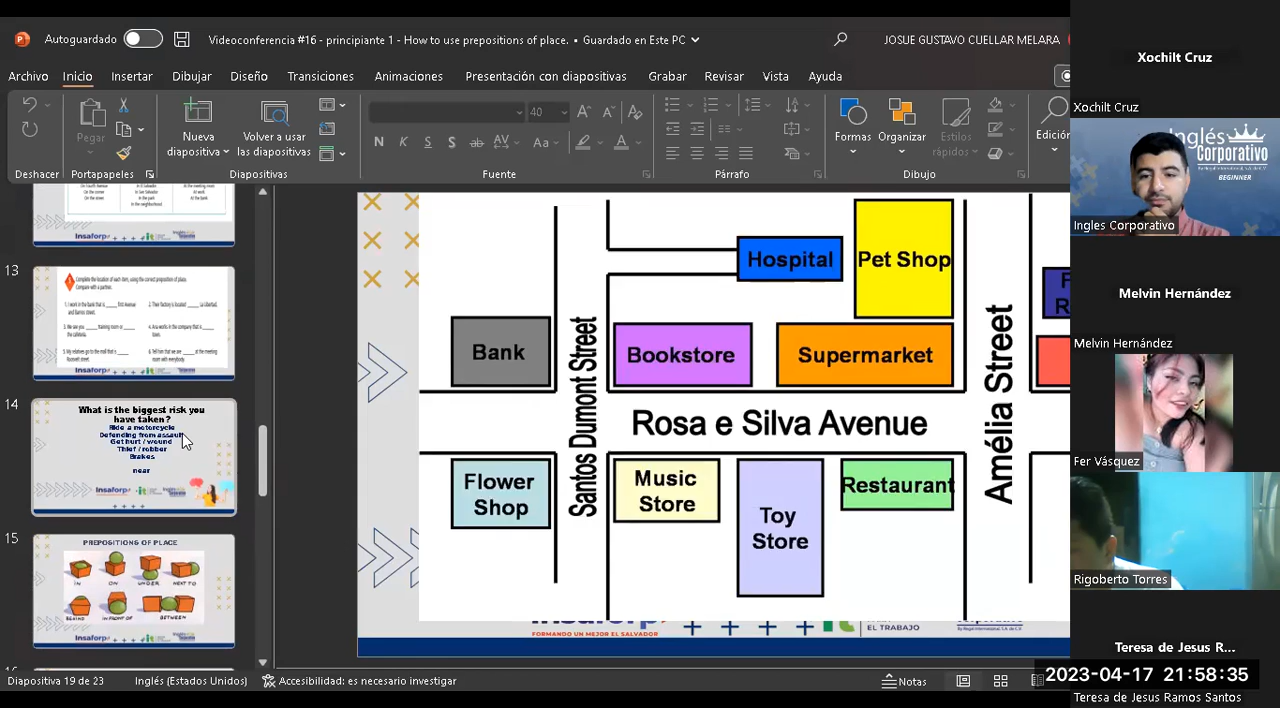 Autoguardado
Videoconferencia #16 - principiante 1 - How to use prepositions of place. • Guardado en Este PC
JOSUE GUSTAVO CUELLAR MELARA
Archivo Inicio Insertar Dibujar Diseño Transiciones Animaciones Presentación con diapositivas Grabar Revisar Vista Ayuda
Pegar
Nueva diapositiva
Volver a usar las diapositivas
40
N K S S ab AV Aa A
Formas
Organizar
Estilos rápidos
Edición
Deshacer Portapapeles Diapositivas Fuente Párrafo Dibujo
13
14
What is the biggest risk you
have taken?
Ride a motorcycle
Defending from assault
Get hurt / wound
Thief / robber
Brakes
near
15
PREPOSITIONS OF PLACE
IN ON UNDER NEXT TO
BEHIND IN FRONT OF BETWEEN
Hospital
Pet Shop
Bank
Bookstore
Supermarket
Santos Dumont Street
Rosa e Silva Avenue
Amélia Street
Flower
Shop
Music
Store
Toy
Store
Restaurant
FORMANDO UN MEJOR EL SALVADOR
EL TRABAJO
Diapositiva 19 de 23
Inglés (Estados Unidos)
Accesibilidad: es necesario investigar
Notas
Xochilt Cruz
Xochilt Cruz
Inglés
Corporativo
BEGINNER
Ingles Corporativo
Melvin Hernández
Melvin Hernández
Fer Vásquez
Rigoberto Torres
Teresa de Jesus R...
2023-04-17 21:58:35
Teresa de Jesus Ramos Santos